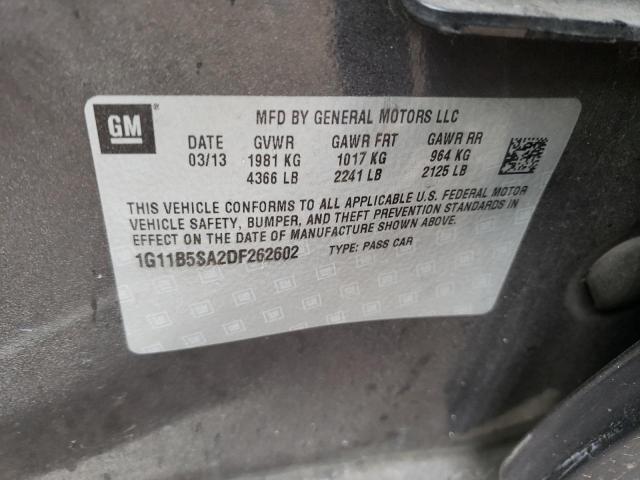 GM
MFD BY GENERAL MOTORS LLC
DATE GVWR GAWR FRT GAWR RR
03/13 1981 KG 1017 KG 964 KG
4366 LB 2241 LB 2125 LB
THIS VEHICLE CONFORMS TO ALL APPLICABLE U.S. FEDERAL MOTOR
VEHICLE SAFETY, BUMPER, AND THEFT PREVENTION STANDARDS IN
EFFECT ON THE DATE OF MANUFACTURE SHOWN ABOVE.
1G11B5SA2DF262602 TYPE: PASS CAR